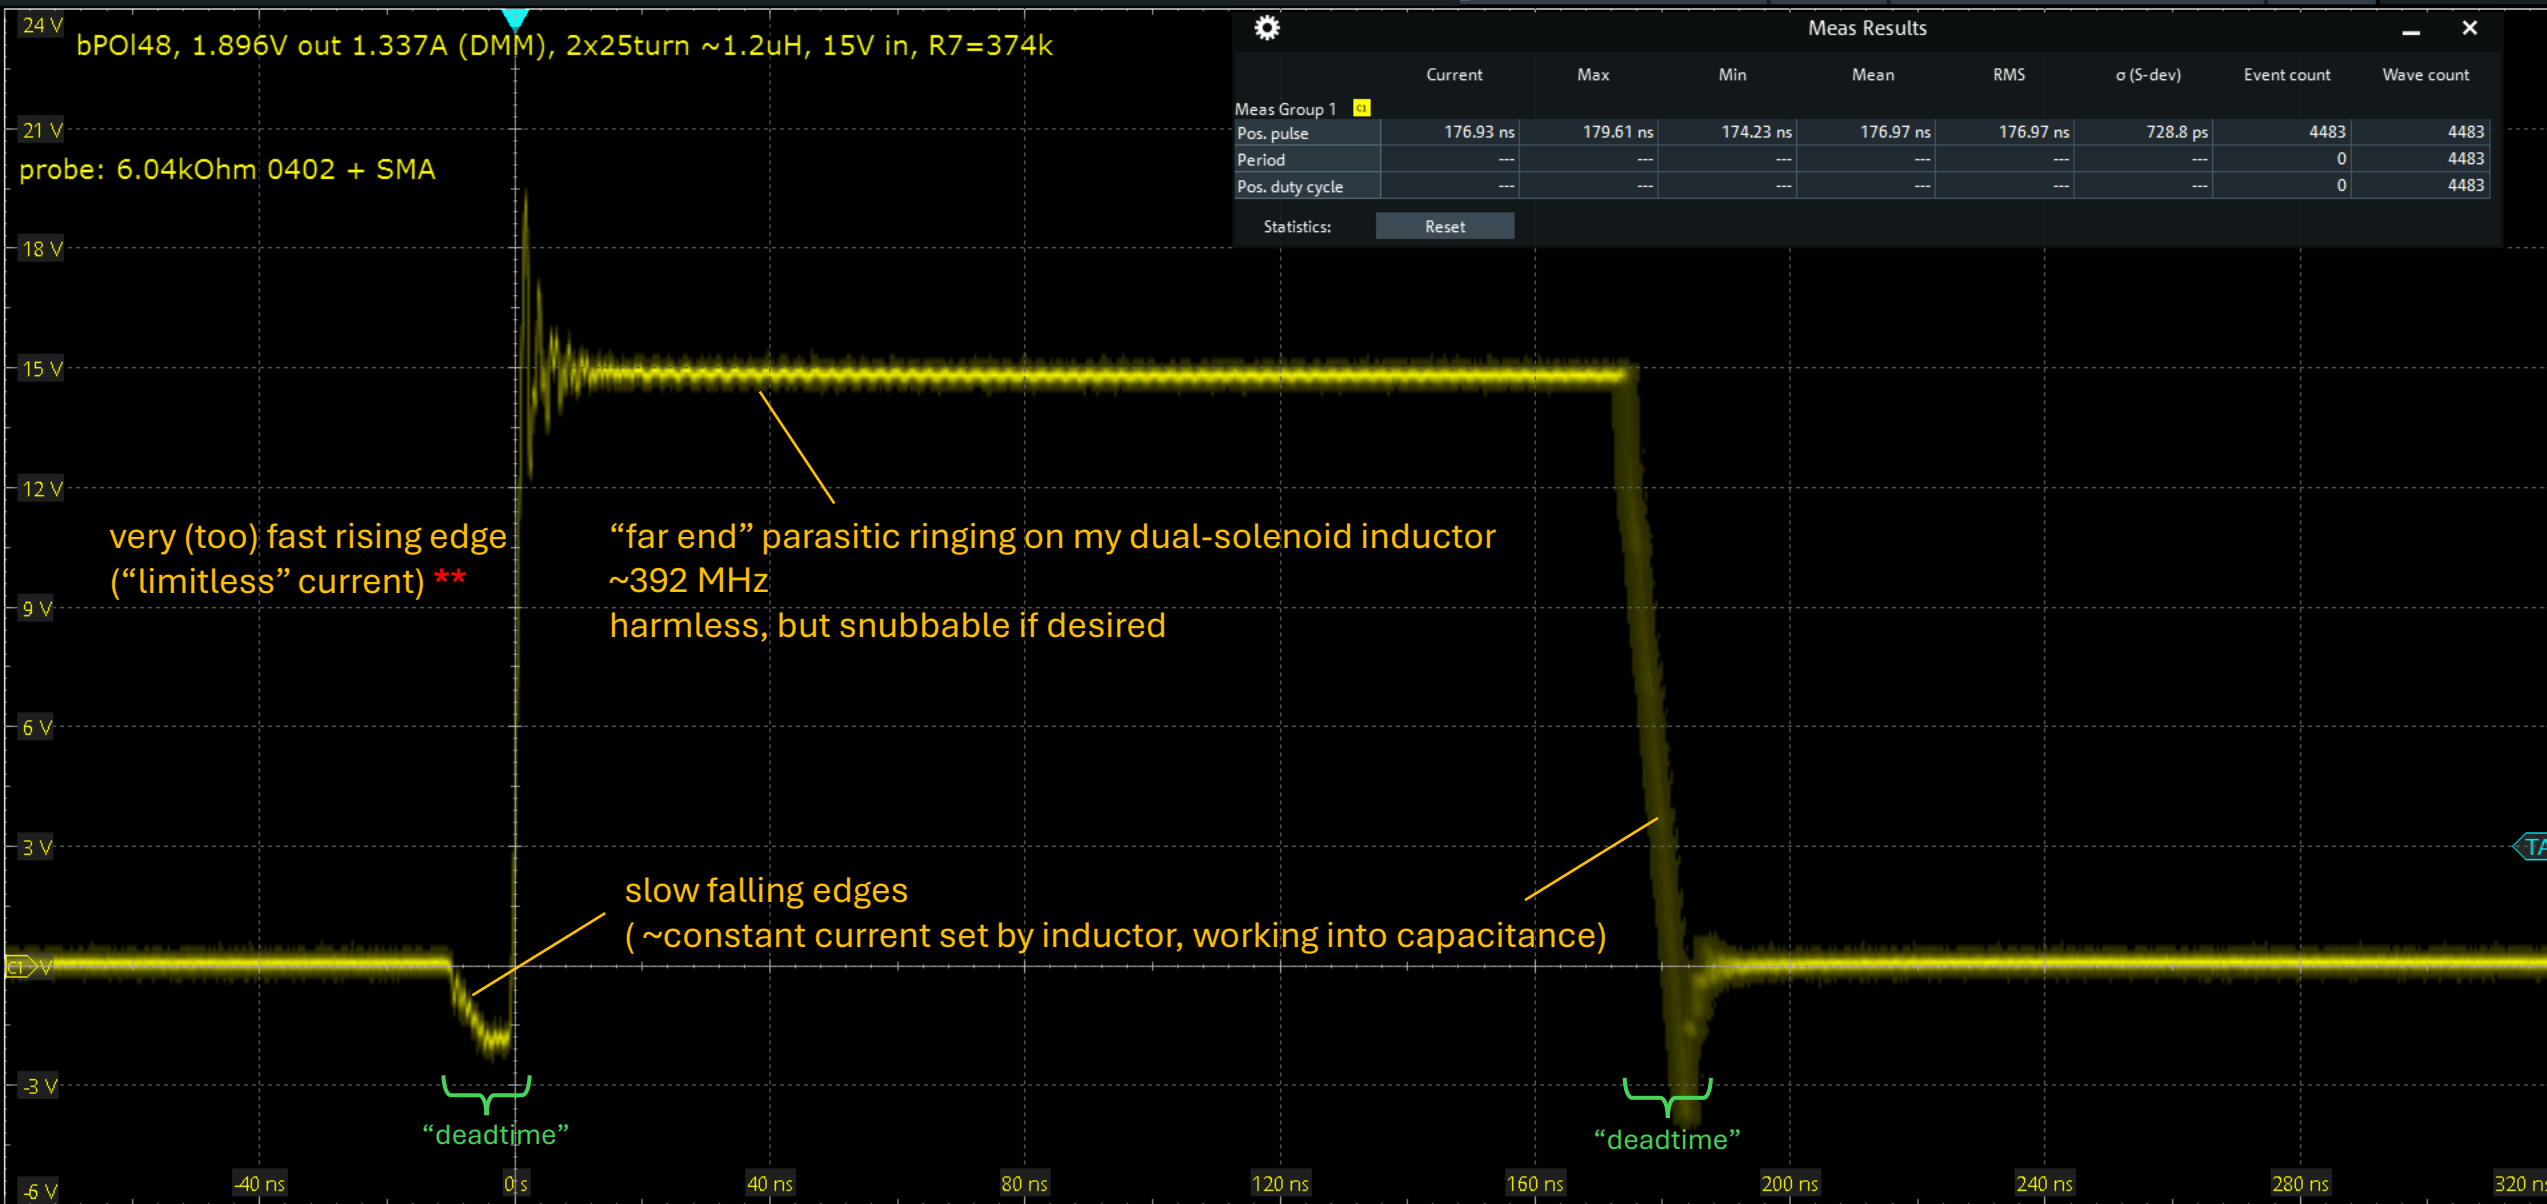 24 V
bPOl48, 1.896V out 1.337A (DMM), 2x25turn ~1.2uH, 15V in, R7=374k
Meas Results
Current Max Min Mean RMS σ (S-dev) Event count Wave count
Meas Group 1 C1
Pos. pulse 176.93 ns 179.61 ns 174.23 ns 176.97 ns 176.97 ns 728.8 ps 4483 4483
Period --- --- --- --- --- --- 0 4483
Pos. duty cycle --- --- --- --- --- --- 0 4483
Statistics: Reset
21 V
probe: 6.04kOhm 0402 + SMA
18 V
15 V
12 V
very (too) fast rising edge
(“limitless” current) **
“far end” parasitic ringing on my dual-solenoid inductor
~392 MHz
harmless, but snubbable if desired
9 V
6 V
3 V
TA
slow falling edges
( ~constant current set by inductor, working into capacitance)
C1 V
-3 V
“deadtime”
“deadtime”
-6 V
-40 ns 0 s 40 ns 80 ns 120 ns 160 ns 200 ns 240 ns 280 ns 320 n